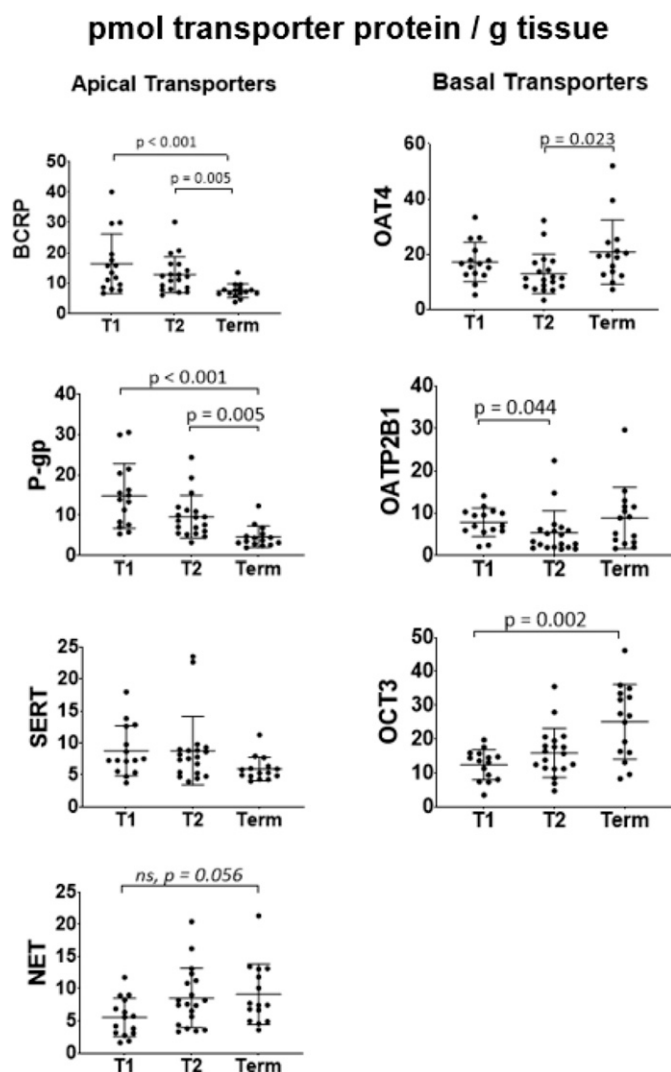 pmol transporter protein / g tissue
Apical Transporters
Basal Transporters
BCRP
p < 0.001
p = 0.005
50
40
30
20
10
0
T1 T2 Term
OAT4
p = 0.023
60
40
20
0
T1 T2 Term
P-gp
p < 0.001
p = 0.005
40
30
20
10
0
T1 T2 Term
OATP2B1
p = 0.044
40
30
20
10
0
T1 T2 Term
SERT
25
20
15
10
5
0
T1 T2 Term
OCT3
p = 0.002
50
40
30
20
10
0
T1 T2 Term
NET
ns, p = 0.056
25
20
15
10
5
0
T1 T2 Term